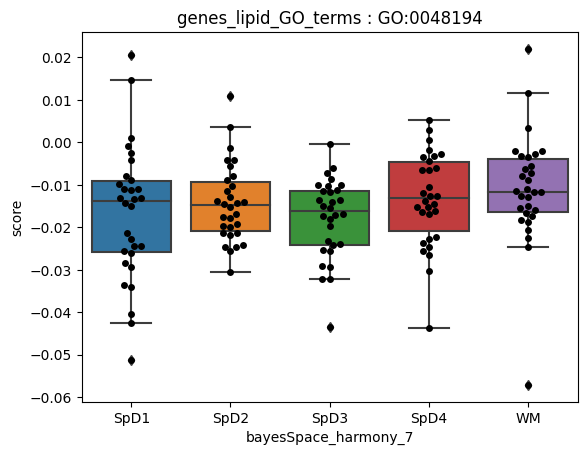 genes_lipid_GO_terms : GO:0048194
score
0.02
0.01
0.00
−0.01
−0.02
−0.03
−0.04
−0.05
−0.06
SpD1 SpD2 SpD3 SpD4 WM
bayesSpace_harmony_7